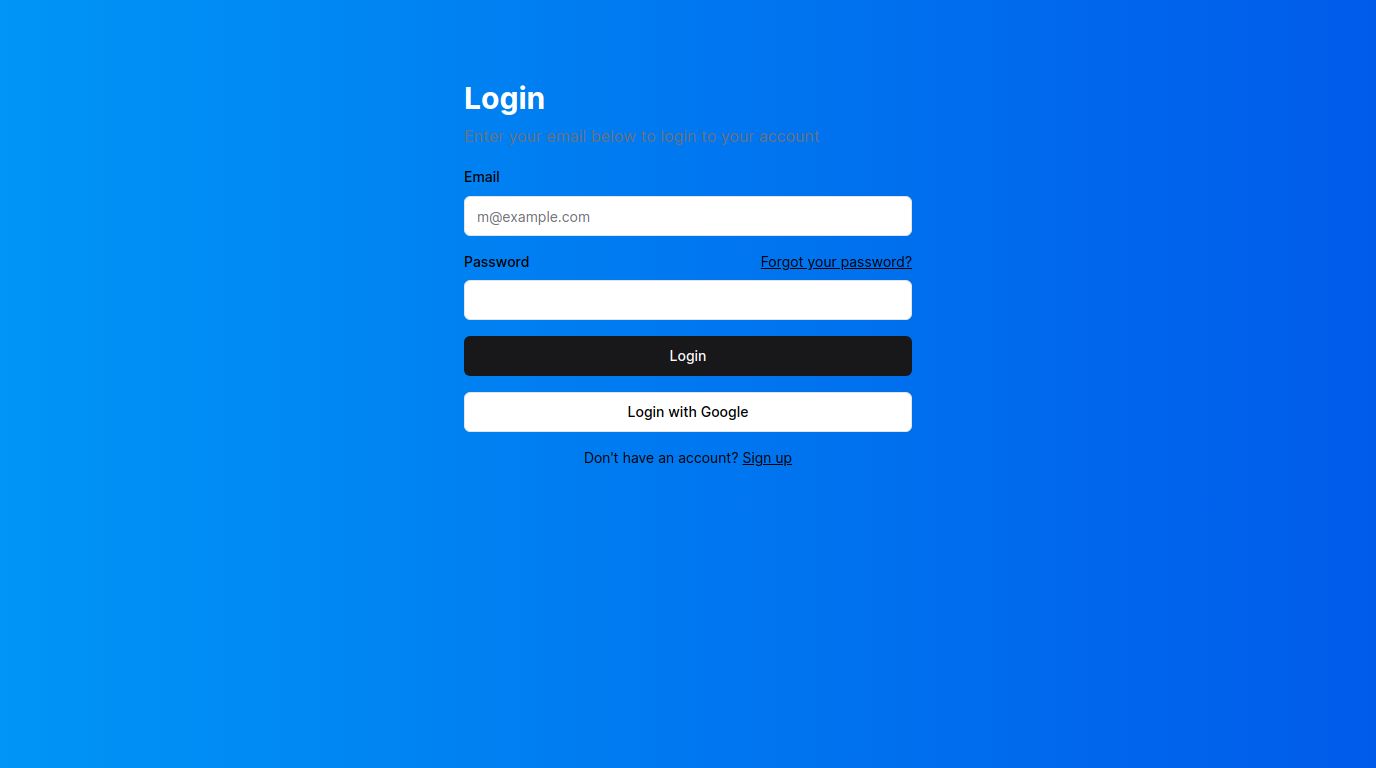 Login
Enter your email below to login to your account
Email
m@example.com
Password Forgot your password?
Login
Login with Google
Don't have an account? Sign up